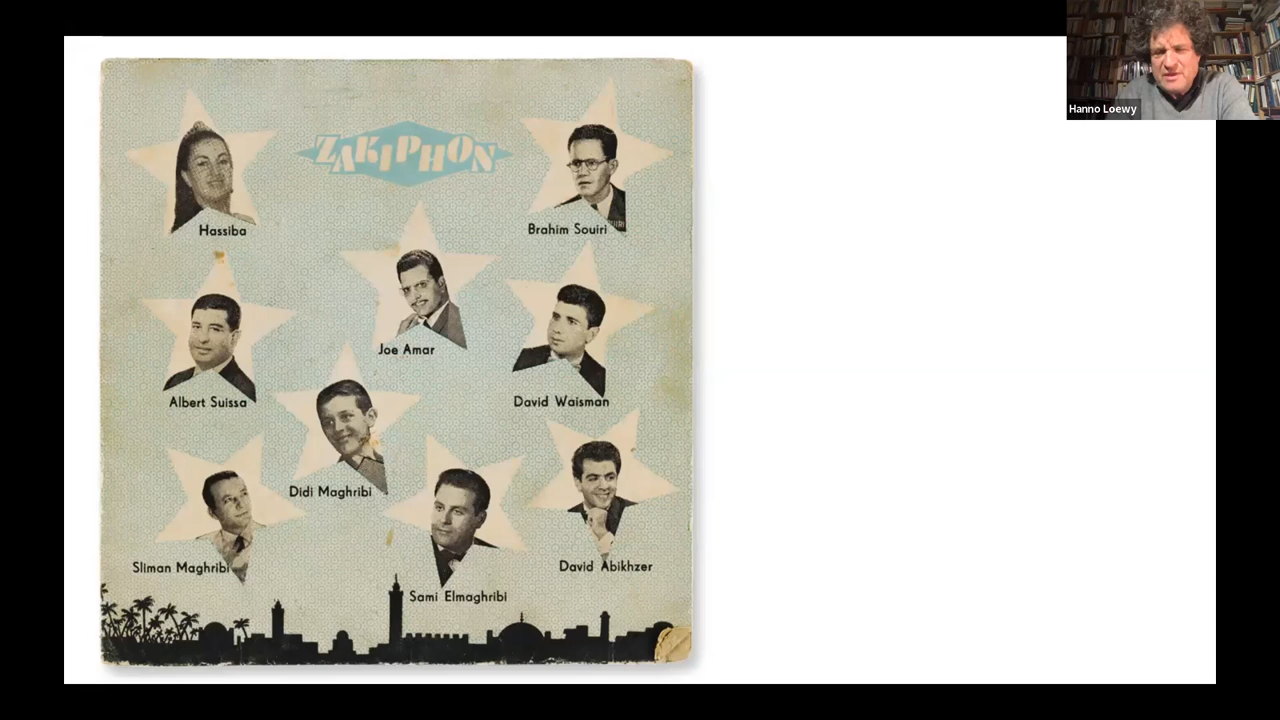 Hanno Loewy
ZAKIPHON
Hassiba
Brahim Souiri
Joe Amar
Albert Suissa
David Waisman
Didi Maghribi
Sliman Maghribi
David Abikhzer
Sami Elmaghribi